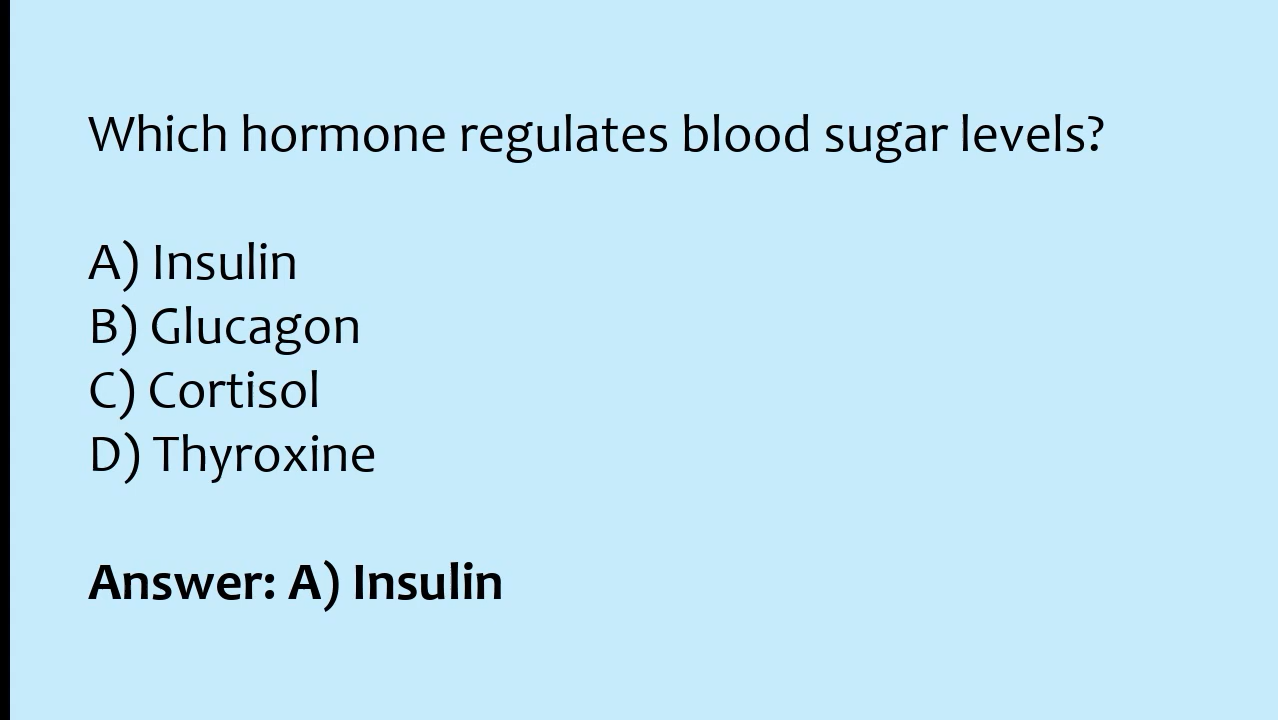 Which hormone regulates blood sugar levels?
A) Insulin
B) Glucagon
C) Cortisol
D) Thyroxine
Answer: A) Insulin